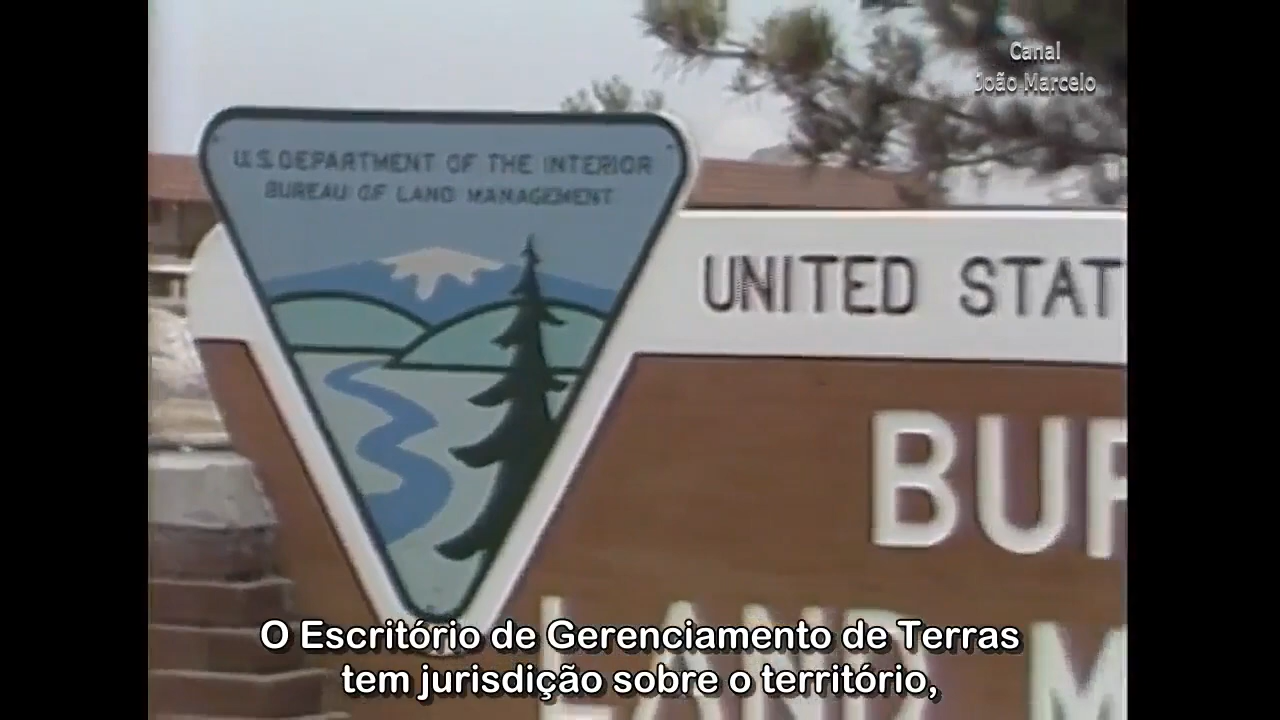 Canal
João Marcelo
U.S. DEPARTMENT OF THE INTERIOR
BUREAU OF LAND MANAGEMENT
UNITED STAT
BUR
LAND M
O Escritório de Gerenciamento de Terras
tem jurisdição sobre o território,